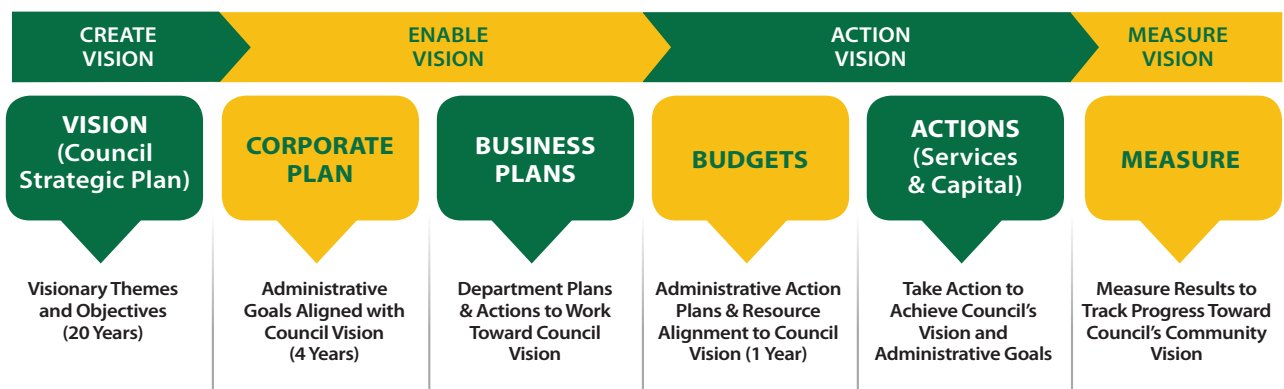 CREATE
VISION
ENABLE
VISION
ACTION
VISION
MEASURE
VISION
VISION
(Council
Strategic Plan)
CORPORATE
PLAN
BUSINESS
PLANS
BUDGETS
ACTIONS
(Services
& Capital)
MEASURE
Visionary Themes
and Objectives
(20 Years)
Administrative
Goals Aligned with
Council Vision
(4 Years)
Department Plans
& Actions to Work
Toward Council
Vision
Administrative Action
Plans & Resource
Alignment to Council
Vision (1 Year)
Take Action to
Achieve Council's
Vision and
Administrative Goals
Measure Results to
Track Progress Toward
Council's Community
Vision